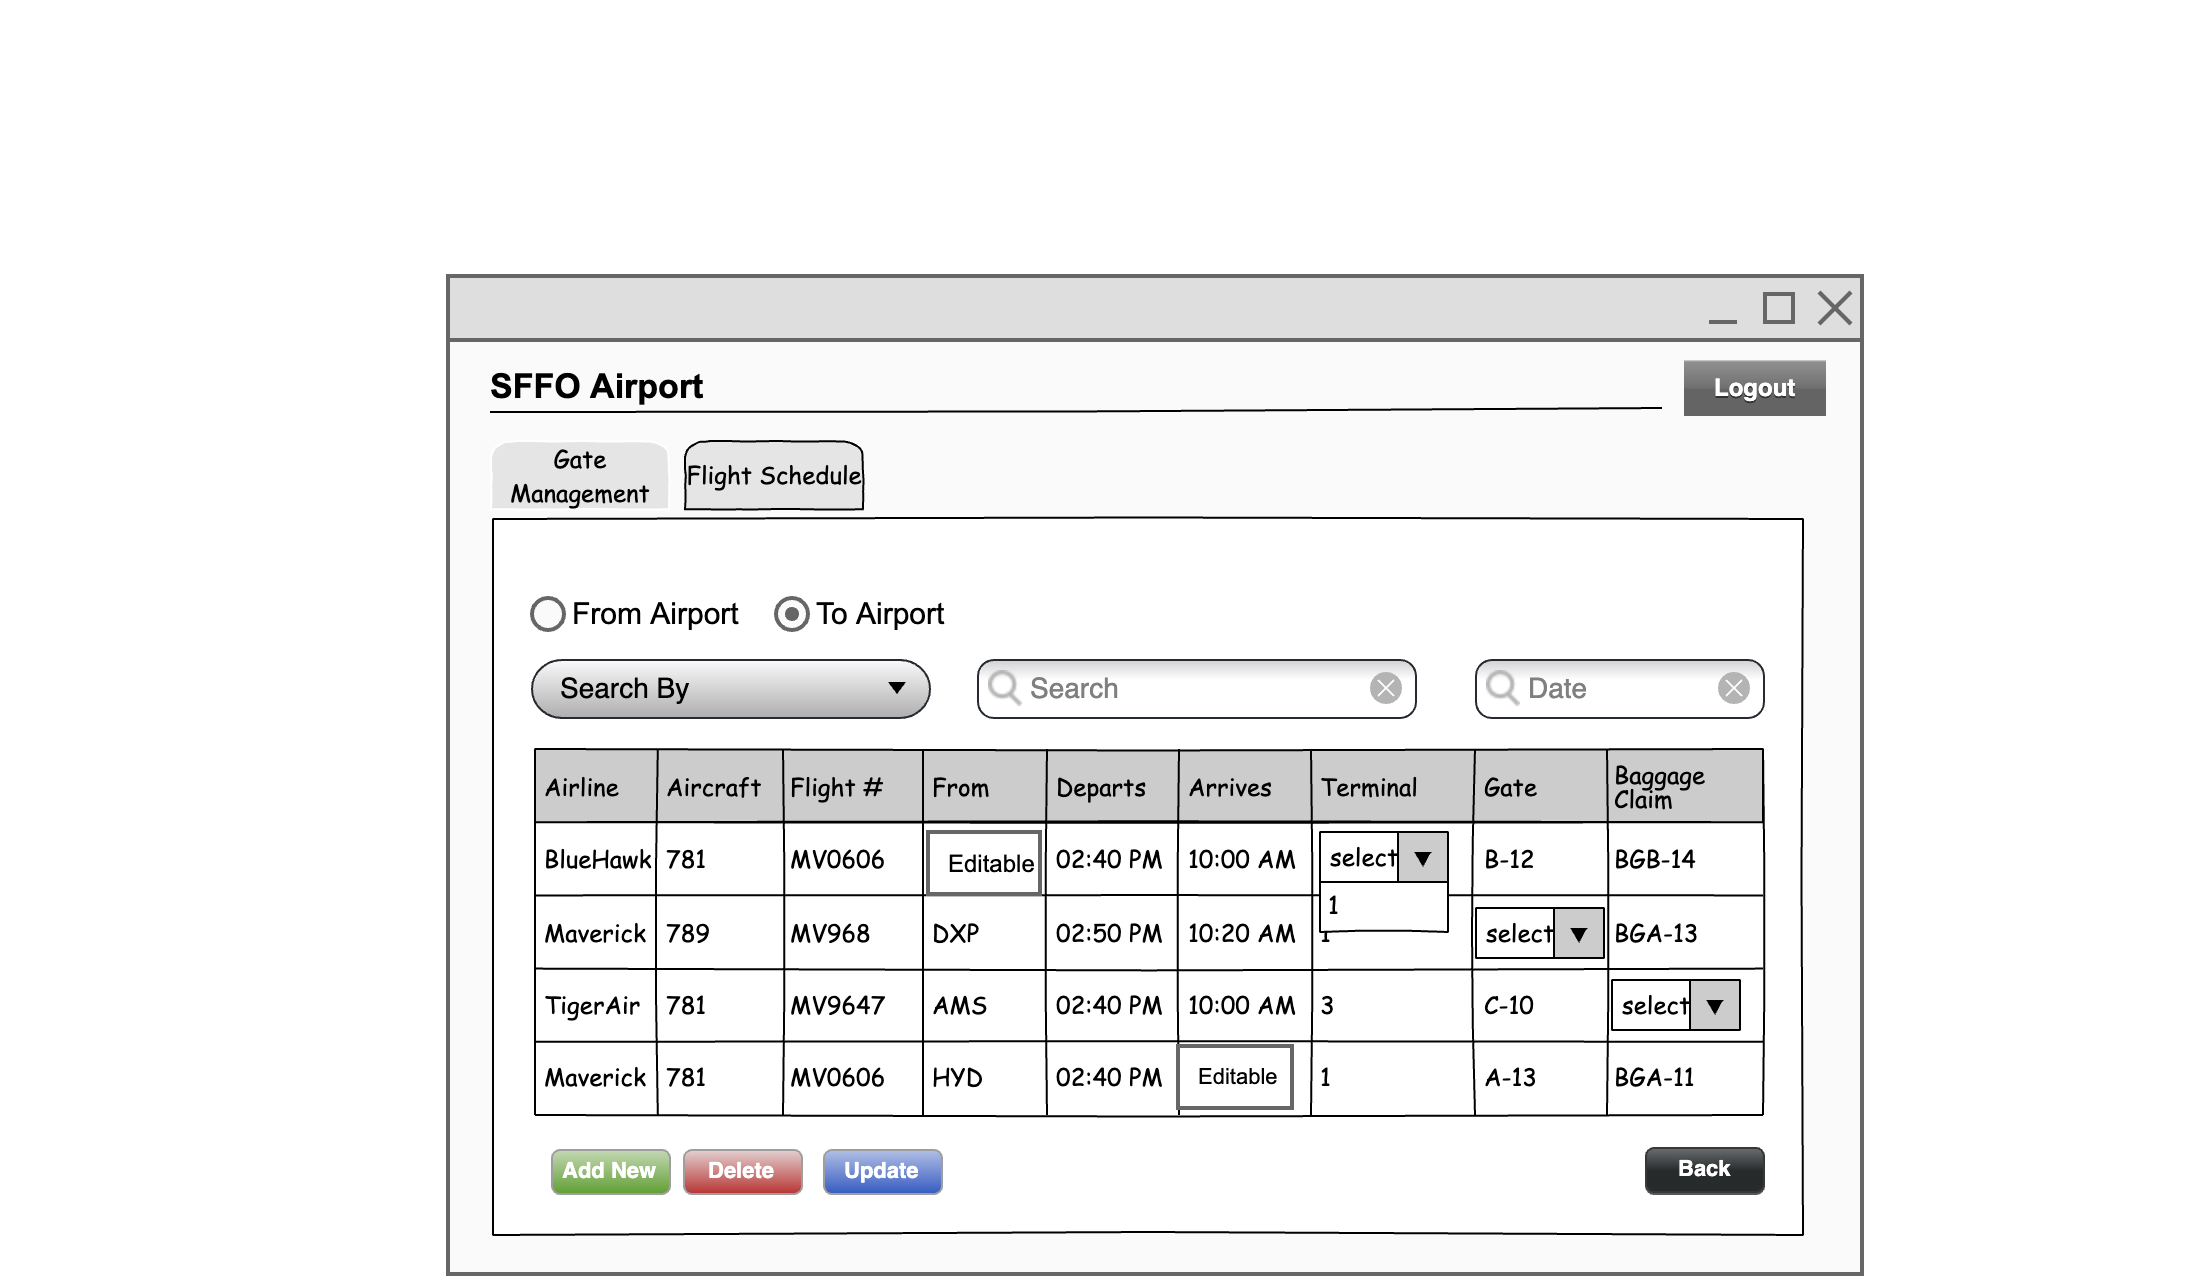 SFFO Airport
Logout
Gate
Management
Flight Schedule
From Airport To Airport
Search By Search Date
Airline Aircraft Flight # From Departs Arrives Terminal Gate Baggage
Claim
BlueHawk 781 MV0606 Editable 02:40 PM 10:00 AM select B-12 BGB-14
1
Maverick 789 MV968 DXP 02:50 PM 10:20 AM 1 select BGA-13
TigerAir 781 MV9647 AMS 02:40 PM 10:00 AM 3 C-10 select
Maverick 781 MV0606 HYD 02:40 PM Editable 1 A-13 BGA-11
Add New Delete Update Back